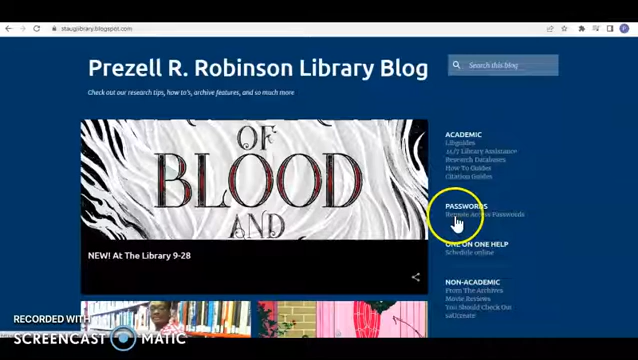 stauglibrary.blogspot.com
Prezell R. Robinson Library Blog
Search this blog
Check out our research tips, how to's, archive features, and so much more
OF
BLOOD
AND
NEW! At The Library 9-28
ACADEMIC
Libguides
24/7 Library Assistance
Research Databases
How To Guides
Citation Guides
PASSWORDS
Remote Access Passwords
ONE ON ONE HELP
Schedule online
NON-ACADEMIC
From The Archives
Movie Reviews
You Should Check Out
saUcreate
RECORDED WITH
SCREENCAST MATIC